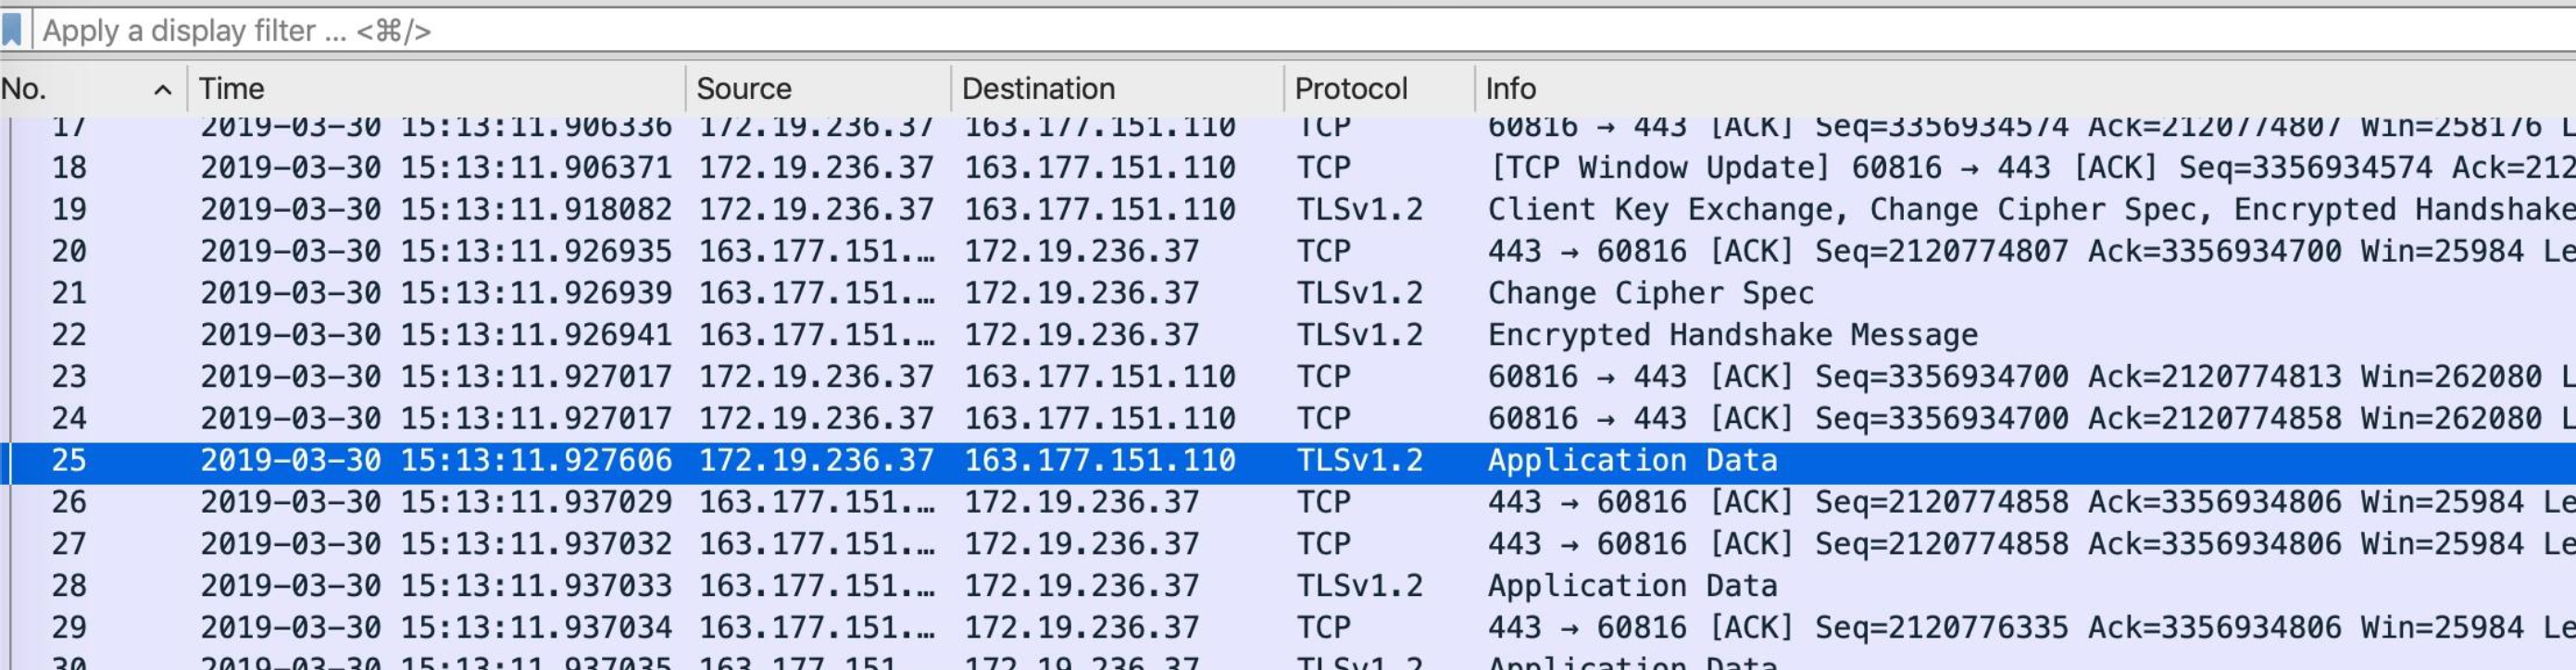 Apply a display filter ... <⌘/>
No. Time Source Destination Protocol Info
17 2019-03-30 15:13:11.906336 172.19.236.37 163.177.151.110 TCP 60816 → 443 [ACK] Seq=3356934574 Ack=2120774807 Win=258176 L
18 2019-03-30 15:13:11.906371 172.19.236.37 163.177.151.110 TCP [TCP Window Update] 60816 → 443 [ACK] Seq=3356934574 Ack=212
19 2019-03-30 15:13:11.918082 172.19.236.37 163.177.151.110 TLSv1.2 Client Key Exchange, Change Cipher Spec, Encrypted Handshake
20 2019-03-30 15:13:11.926935 163.177.151.… 172.19.236.37 TCP 443 → 60816 [ACK] Seq=2120774807 Ack=3356934700 Win=25984 Le
21 2019-03-30 15:13:11.926939 163.177.151.… 172.19.236.37 TLSv1.2 Change Cipher Spec
22 2019-03-30 15:13:11.926941 163.177.151.… 172.19.236.37 TLSv1.2 Encrypted Handshake Message
23 2019-03-30 15:13:11.927017 172.19.236.37 163.177.151.110 TCP 60816 → 443 [ACK] Seq=3356934700 Ack=2120774813 Win=262080 L
24 2019-03-30 15:13:11.927017 172.19.236.37 163.177.151.110 TCP 60816 → 443 [ACK] Seq=3356934700 Ack=2120774858 Win=262080 L
25 2019-03-30 15:13:11.927606 172.19.236.37 163.177.151.110 TLSv1.2 Application Data
26 2019-03-30 15:13:11.937029 163.177.151.… 172.19.236.37 TCP 443 → 60816 [ACK] Seq=2120774858 Ack=3356934806 Win=25984 Le
27 2019-03-30 15:13:11.937032 163.177.151.… 172.19.236.37 TCP 443 → 60816 [ACK] Seq=2120774858 Ack=3356934806 Win=25984 Le
28 2019-03-30 15:13:11.937033 163.177.151.… 172.19.236.37 TLSv1.2 Application Data
29 2019-03-30 15:13:11.937034 163.177.151.… 172.19.236.37 TCP 443 → 60816 [ACK] Seq=2120776335 Ack=3356934806 Win=25984 Le
30 2019-03-30 15:13:11.937035 163.177.151 172.19.236.37 TLSv1.2 Application Data